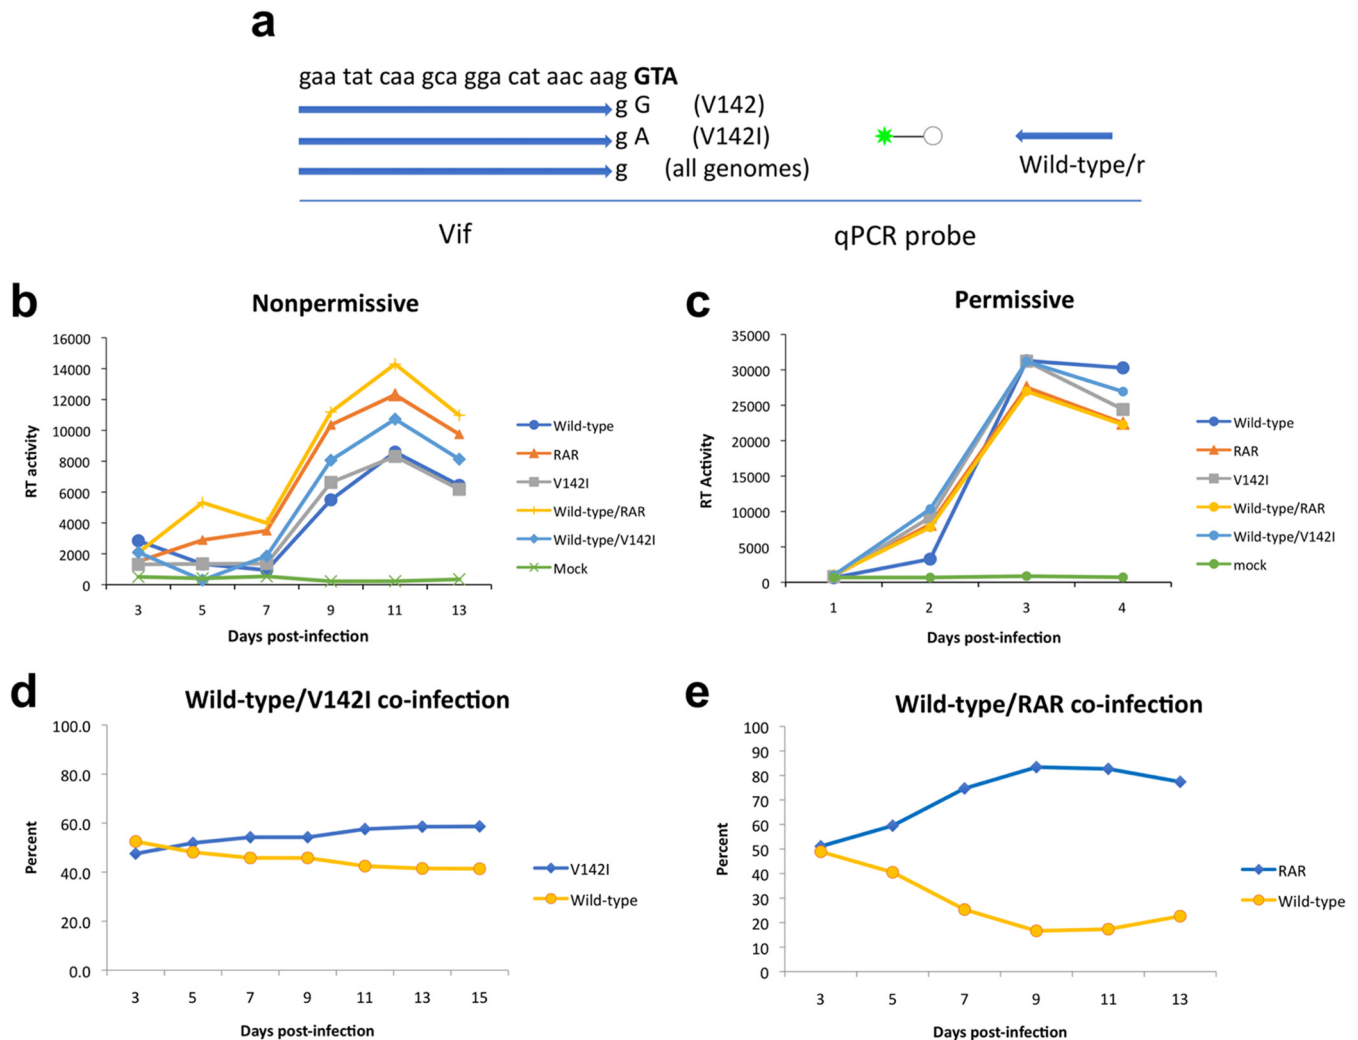 a
gaa tat caa gca gga cat aac aag GTA
g G (V142)
g A (V142I)
g (all genomes)
Wild-type/r
Vif
qPCR probe
b
Nonpermissive
RT activity
16000
14000
12000
10000
8000
6000
4000
2000
0
3 5 7 9 11 13
Days post-infection
Wild-type
RAR
V142I
Wild-type/RAR
Wild-type/V142I
Mock
c
Permissive
RT Activity
35000
30000
25000
20000
15000
10000
5000
0
1 2 3 4
Days post-infection
Wild-type
RAR
V142I
Wild-type/RAR
Wild-type/V142I
mock
d
Wild-type/V142I co-infection
Percent
100.0
80.0
60.0
40.0
20.0
0.0
3 5 7 9 11 13 15
Days post-infection
V142I
Wild-type
e
Wild-type/RAR co-infection
Percent
100
90
80
70
60
50
40
30
20
10
0
3 5 7 9 11 13
Days post-infection
RAR
Wild-type